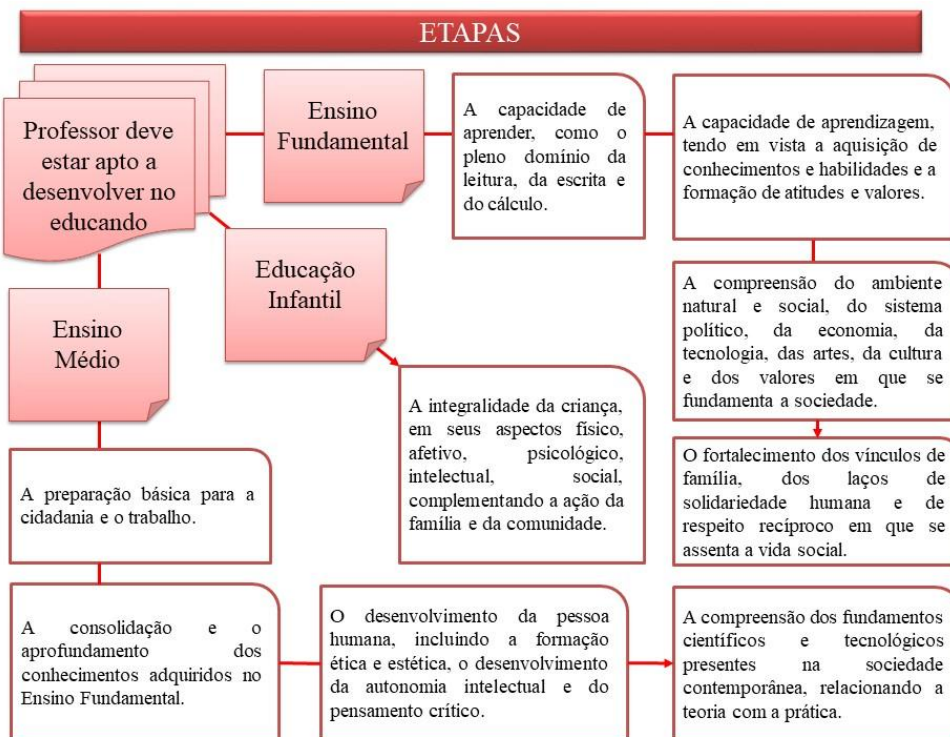 ETAPAS
Professor deve
estar apto a
desenvolver no
educando
Ensino
Fundamental
A capacidade de
aprender, como o
pleno domínio da
leitura, da escrita e
do cálculo.
A capacidade de aprendizagem,
tendo em vista a aquisição de
conhecimentos e habilidades e a
formação de atitudes e valores.
A compreensão do ambiente
natural e social, do sistema
político, da economia, da
tecnologia, das artes, da cultura
e dos valores em que se
fundamenta a sociedade.
O fortalecimento dos vínculos de
família, dos laços de
solidariedade humana e de
respeito recíproco em que se
assenta a vida social.
Educação
Infantil
A integralidade da criança,
em seus aspectos físico,
afetivo, psicológico,
intelectual, social,
complementando a ação da
família e da comunidade.
Ensino
Médio
A preparação básica para a
cidadania e o trabalho.
A consolidação e o
aprofundamento dos
conhecimentos adquiridos no
Ensino Fundamental.
O desenvolvimento da pessoa
humana, incluindo a formação
ética e estética, o desenvolvimento
da autonomia intelectual e do
pensamento crítico.
A compreensão dos fundamentos
científicos e tecnológicos
presentes na sociedade
contemporânea, relacionando a
teoria com a prática.